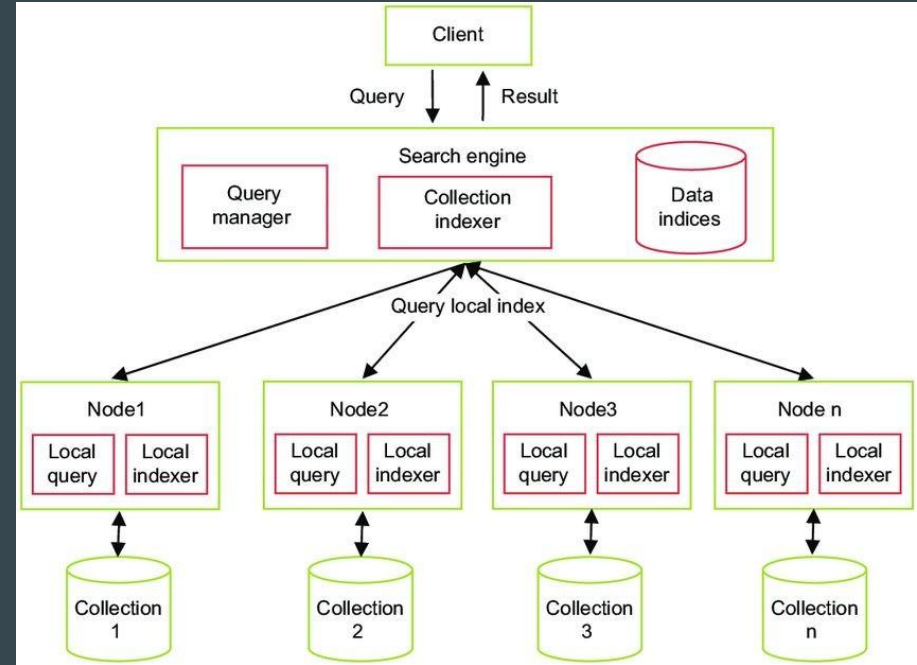 Client
Query
Result
Search engine
Query
manager
Collection
indexer
Data
indices
Query local index
Node1
Local
query
Local
indexer
Node2
Local
query
Local
indexer
Node3
Local
query
Local
indexer
Node n
Local
query
Local
indexer
Collection
1
Collection
2
Collection
3
Collection
n